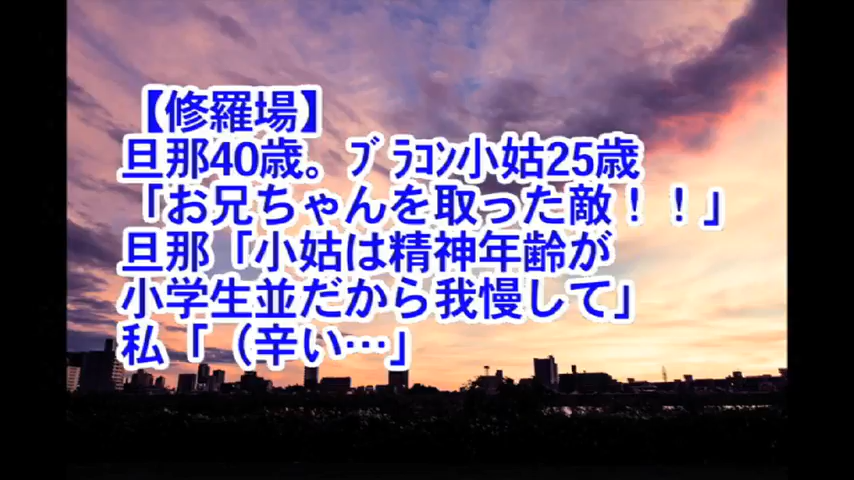 【修羅場】
旦那40歳。ﾌﾞﾗｺﾝ小姑25歳
「お兄ちゃんを取った敵！！」
旦那「小姑は精神年齢が
小学生並だから我慢して」
私「（辛い…」